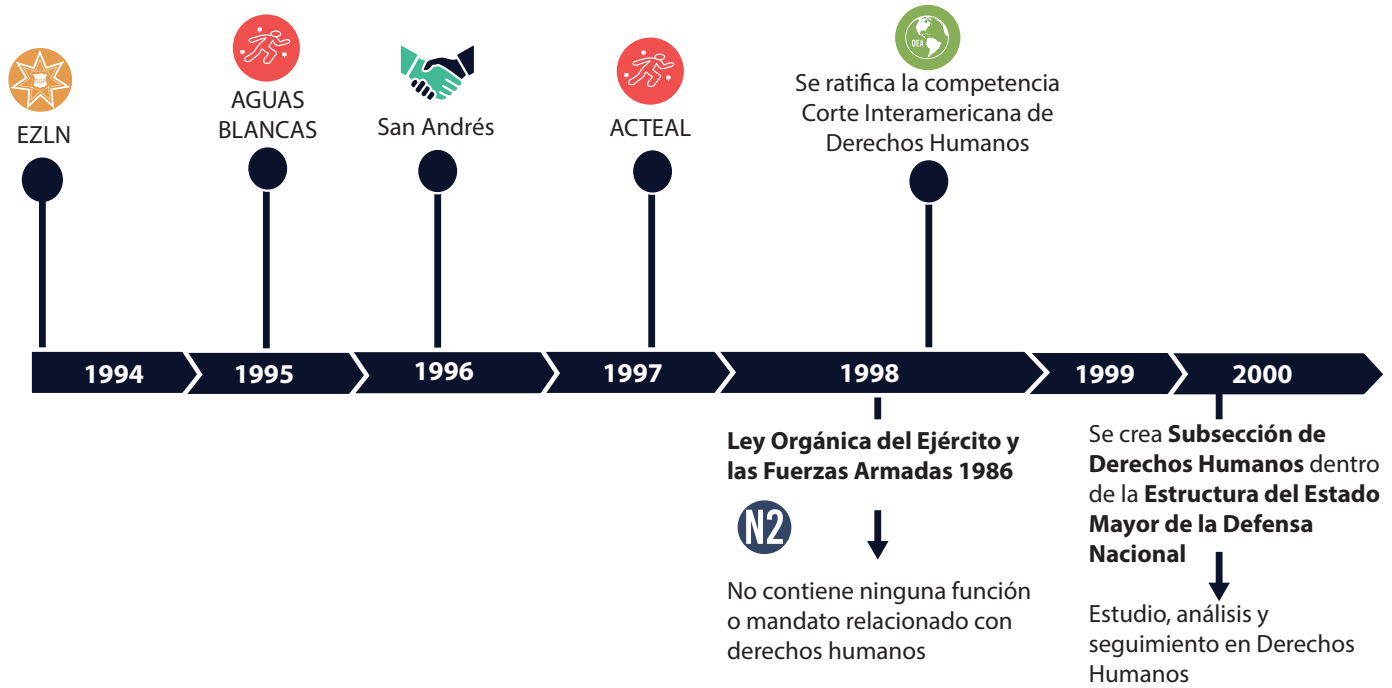 EZLN
AGUAS
BLANCAS
San Andrés
ACTEAL
OEA
Se ratifica la competencia
Corte Interamericana de
Derechos Humanos
1994
1995
1996
1997
1998
1999
2000
Ley Orgánica del Ejército y
las Fuerzas Armadas 1986
N2
No contiene ninguna función
o mandato relacionado con
derechos humanos
Se crea Subsección de
Derechos Humanos dentro
de la Estructura del Estado
Mayor de la Defensa
Nacional
Estudio, análisis y
seguimiento en Derechos
Humanos